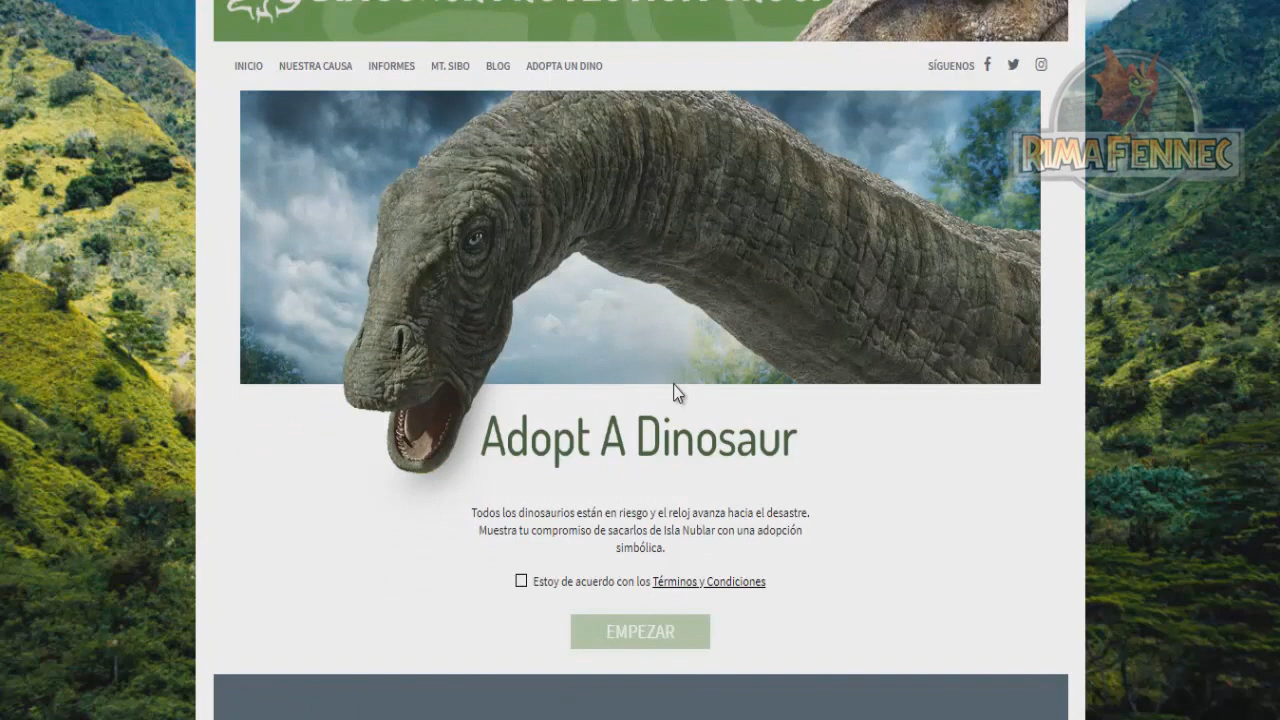 INICIO NUESTRA CAUSA INFORMES MT. SIBO BLOG ADOPTA UN DINO SÍGUENOS
RIMA FENNEC
Adopt A Dinosaur
Todos los dinosaurios están en riesgo y el reloj avanza hacia el desastre.
Muestra tu compromiso de sacarlos de Isla Nublar con una adopción
simbólica.
Estoy de acuerdo con los Términos y Condiciones
EMPEZAR